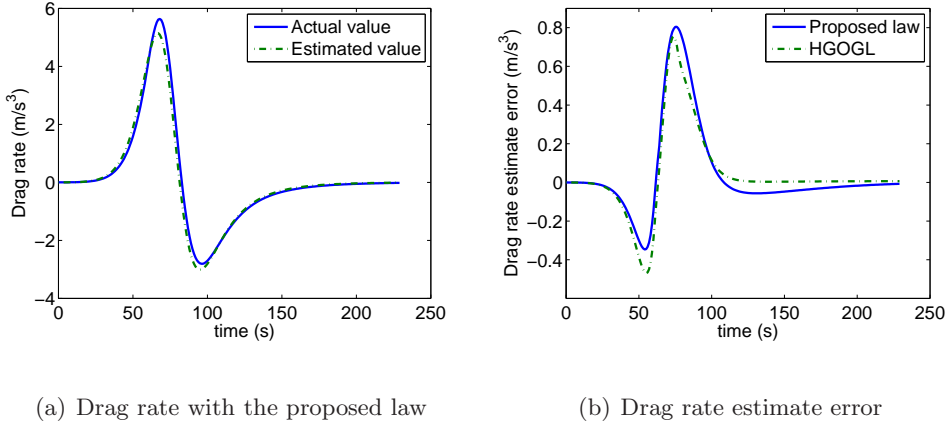 6
4
2
0
−2
−4
0
50
100
150
200
250
time (s)
Drag rate (m/s³)
Actual value
Estimated value
0.8
0.6
0.4
0.2
0
−0.2
−0.4
0
50
100
150
200
250
time (s)
Drag rate estimate error (m/s³)
Proposed law
HGOGL
(a) Drag rate with the proposed law
(b) Drag rate estimate error